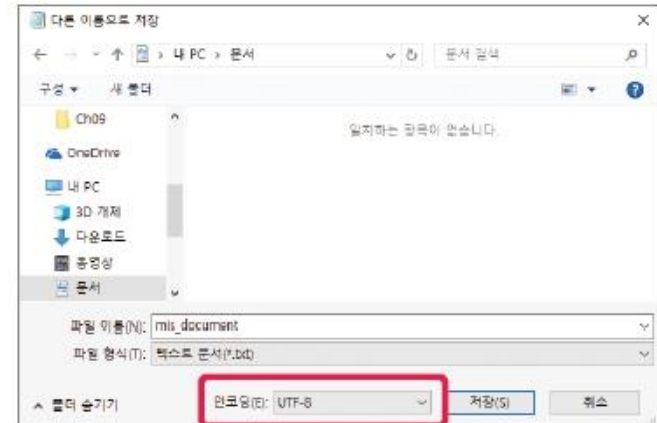 다른 이름으로 저장
내 PC › 문서
문서 검색
구성
새 폴더
Ch09
일치하는 항목이 없습니다.
OneDrive
내 PC
3D 개체
다운로드
동영상
문서
파일 이름(N): mis_document
파일 형식(T): 텍스트 문서(*.txt)
폴더 숨기기
인코딩(E): UTF-8
저장(S)
취소